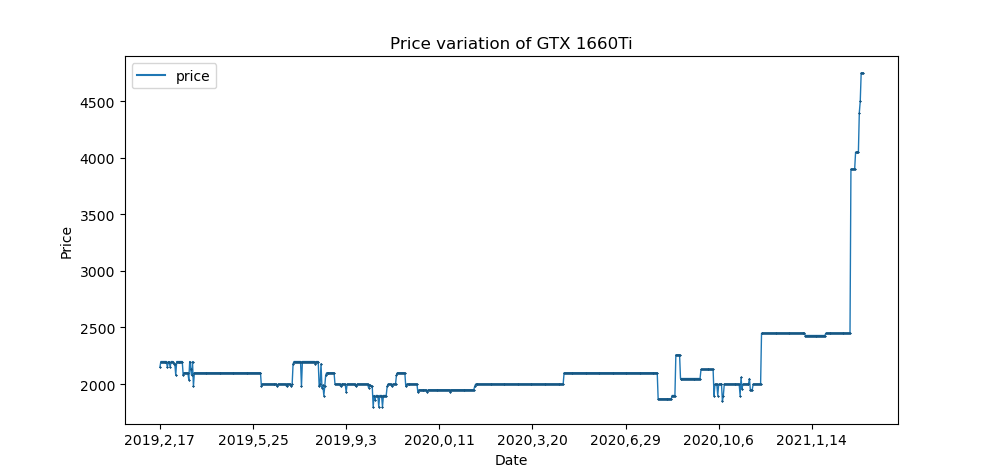 Price variation of GTX 1660Ti
price
4500
4000
3500
3000
2500
2000
Price
2019,2,17 2019,5,25 2019,9,3 2020,0,11 2020,3,20 2020,6,29 2020,10,6 2021,1,14
Date